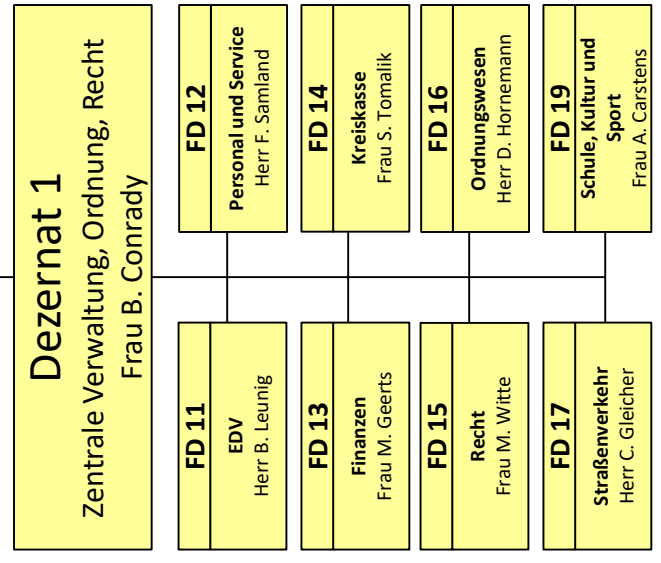 Dezernat 1
Zentrale Verwaltung, Ordnung, Recht
Frau B. Conrady
FD 11
EDV
Herr B. Leunig
FD 12
Personal und Service
Herr F. Samland
FD 13
Finanzen
Frau M. Geerts
FD 14
Kreiskasse
Frau S. Tomalik
FD 15
Recht
Frau M. Witte
FD 16
Ordnungswesen
Herr D. Hornemann
FD 17
Straßenverkehr
Herr C. Gleicher
FD 19
Schule, Kultur und
Sport
Frau A. Carstens